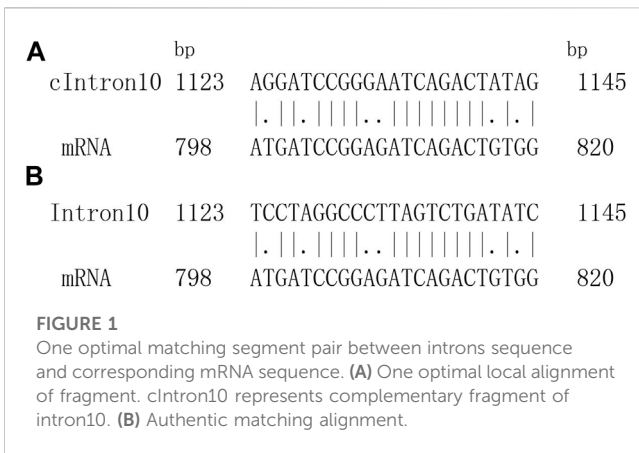 A
bp bp
cIntron10 1123 AGGATCCGGGAATCAGACTATAG 1145
|.||.||||..||||||||.|.|
mRNA 798 ATGATCCGGAGATCAGACTGTGG 820
B
Intron10 1123 TCCTAGGCCCTTAGTCTGATATC 1145
|.||.||||..||||||||.|.|
mRNA 798 ATGATCCGGAGATCAGACTGTGG 820
FIGURE 1
One optimal matching segment pair between introns sequence
and corresponding mRNA sequence. (A) One optimal local alignment
of fragment. cIntron10 represents complementary fragment of
intron10. (B) Authentic matching alignment.